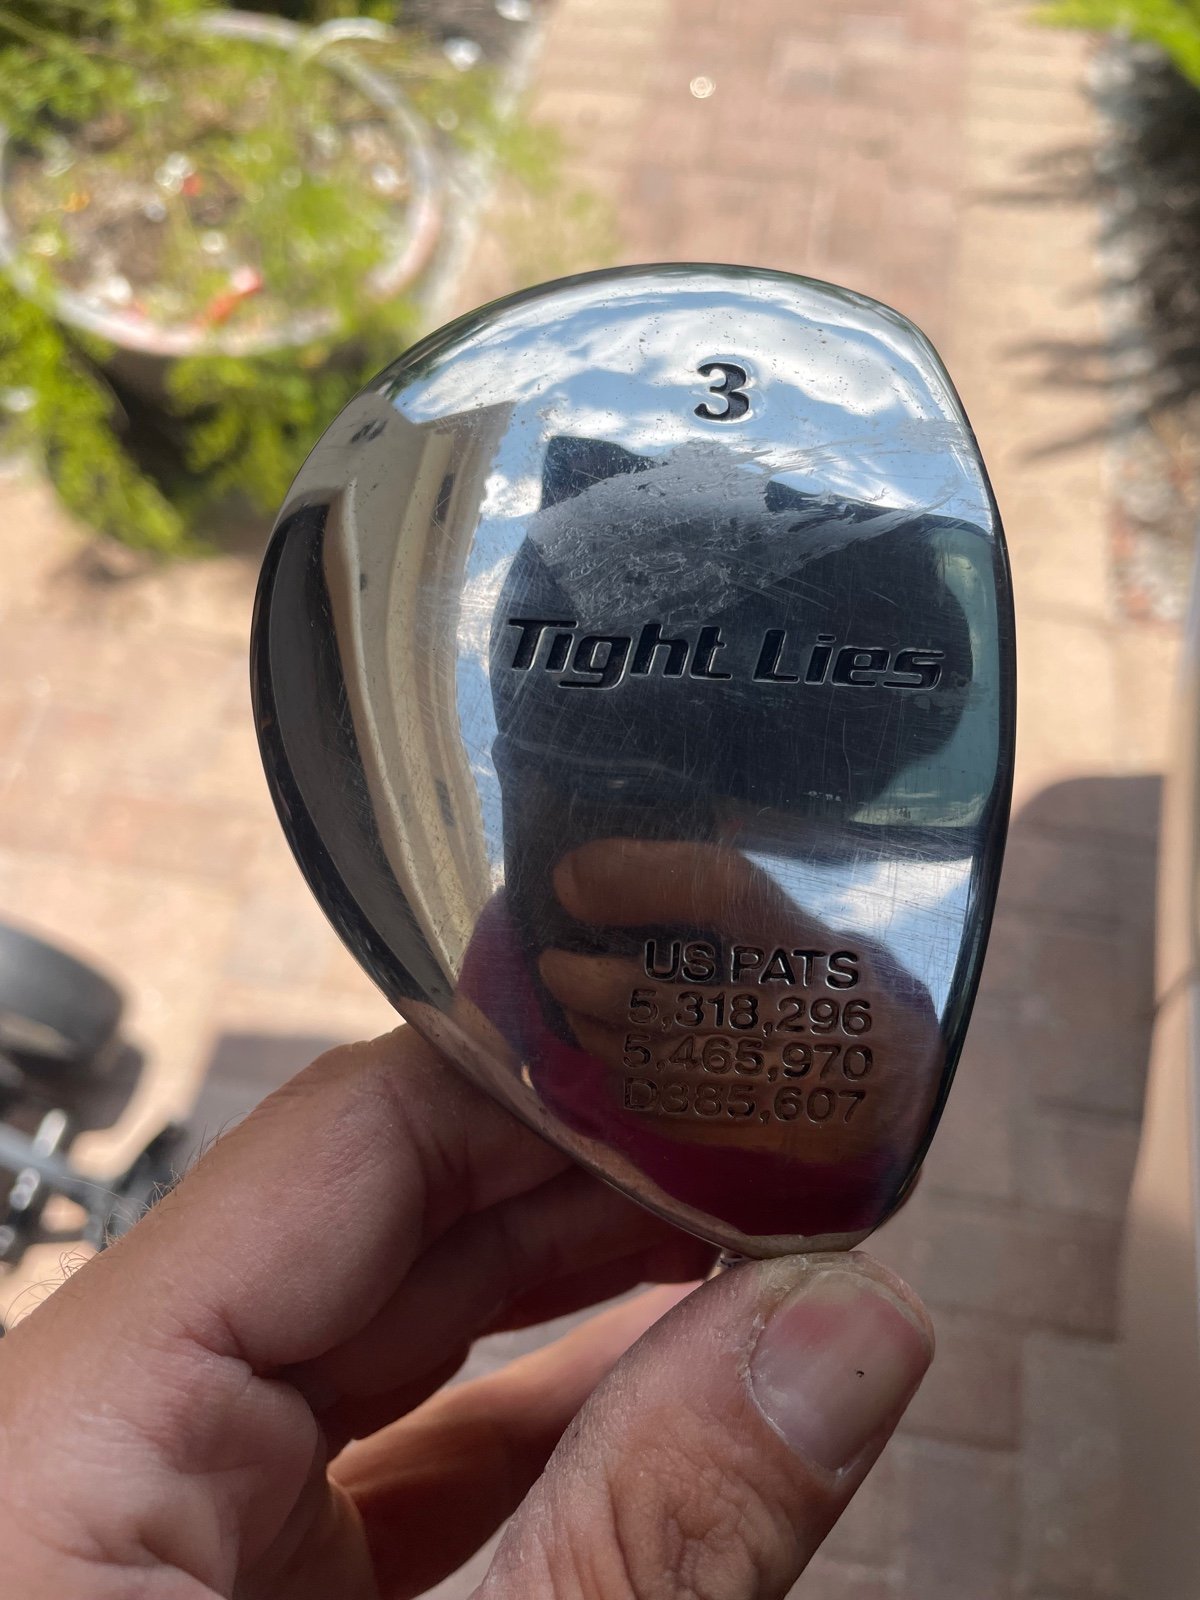 3
Tight Lies
US PATS
5,318,296
5,465,970
D385,607